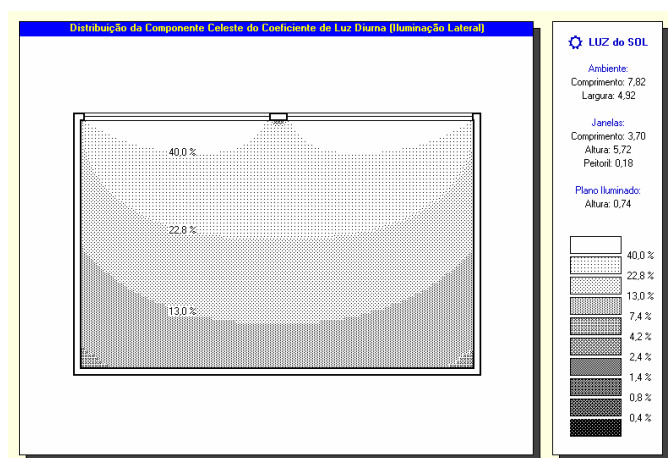 Distribuição da Componente Celeste do Coeficiente de Luz Diurna (Iluminação Lateral)
40,0 %
22,8 %
13,0 %
LUZ do SOL
Ambiente:
Comprimento: 7,82
Largura: 4,92
Janelas:
Comprimento: 3,70
Altura: 5,72
Peitoril: 0,18
Plano Iluminado:
Altura: 0,74
40,0 %
22,8 %
13,0 %
7,4 %
4,2 %
2,4 %
1,4 %
0,8 %
0,4 %